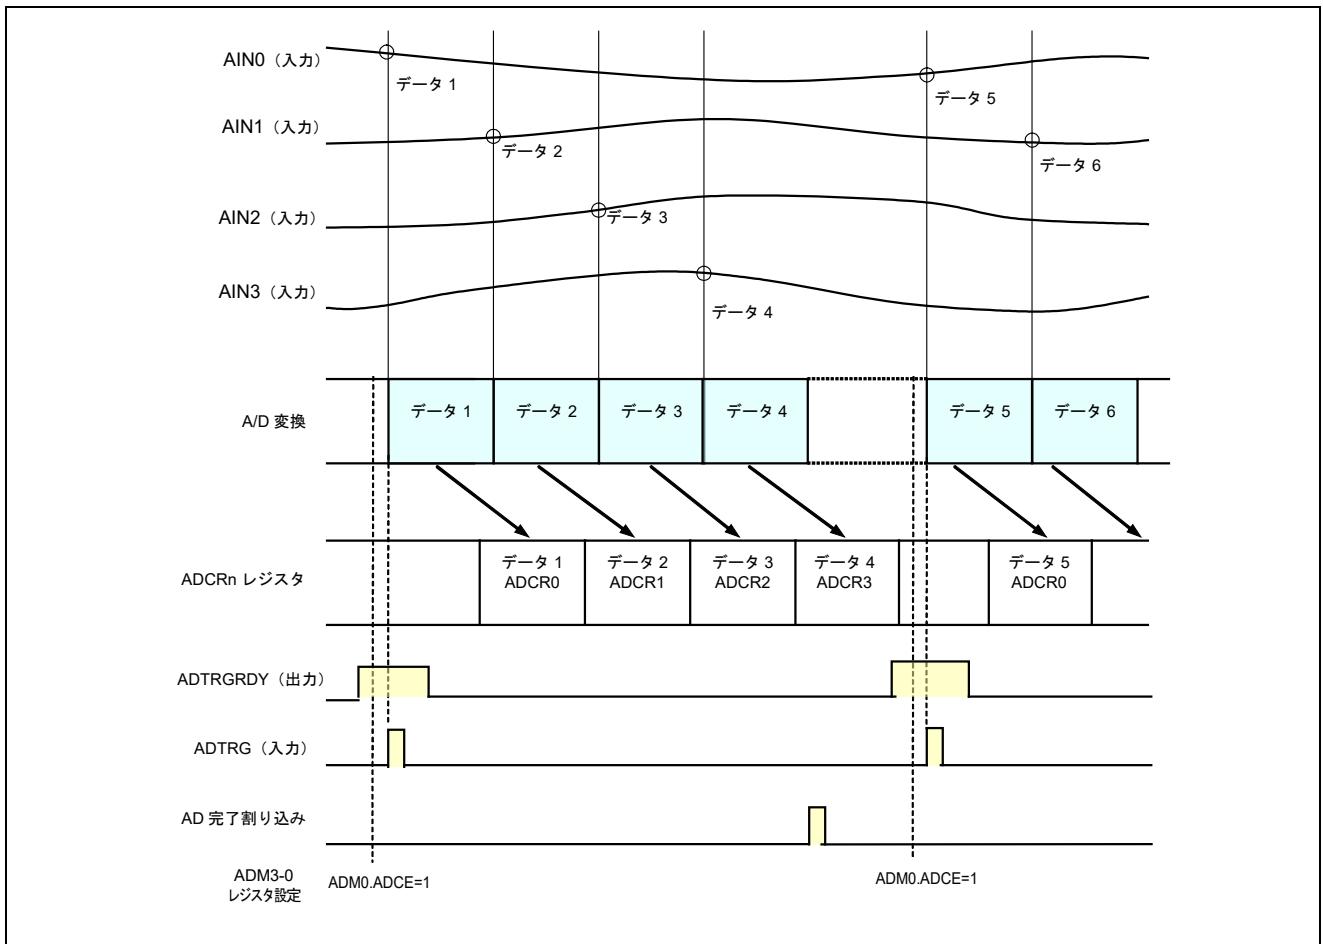 AIN0（入力）
データ 1
データ 5
AIN1（入力）
データ 2
データ 6
AIN2（入力）
データ 3
AIN3（入力）
データ 4
A/D 変換
データ 1
データ 2
データ 3
データ 4
データ 5
データ 6
ADCRn レジスタ
データ 1
ADCR0
データ 2
ADCR1
データ 3
ADCR2
データ 4
ADCR3
データ 5
ADCR0
ADTRGRDY（出力）
ADTRG（入力）
AD 完了割り込み
ADM3-0
レジスタ設定
ADM0.ADCE=1
ADM0.ADCE=1